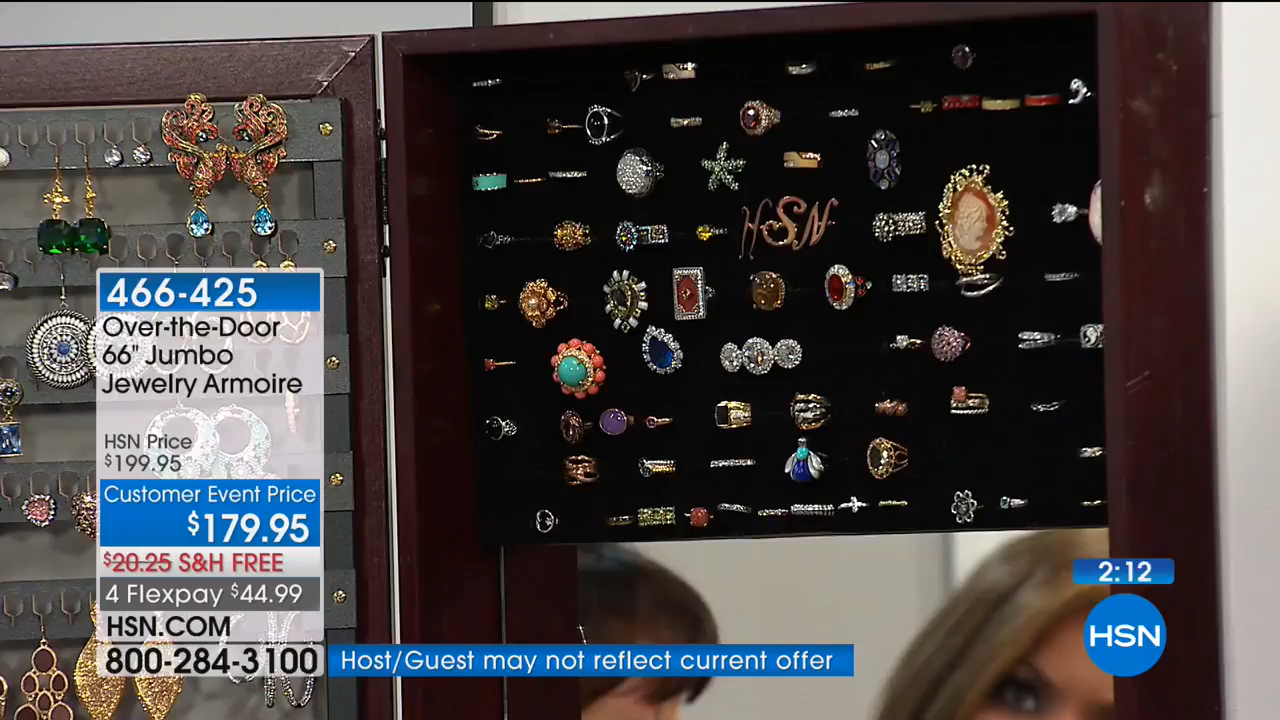 HSN
466-425
Over-the-Door
66" Jumbo
Jewelry Armoire
HSN Price
$199.95
Customer Event Price
$179.95
$20.25 S&H FREE
4 Flexpay $44.99
HSN.COM
800-284-3100
Host/Guest may not reflect current offer
2:12
HSN